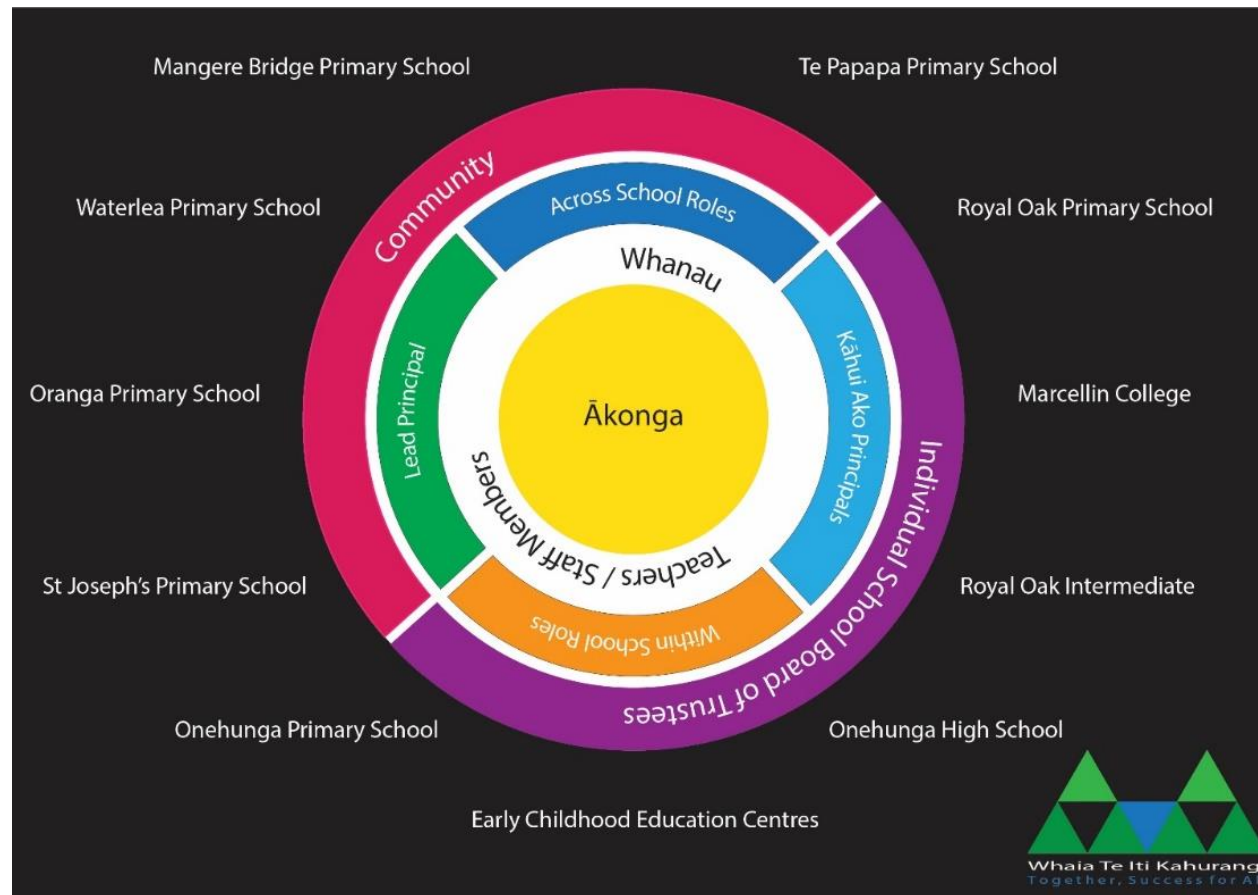 Mangere Bridge Primary School
Te Papapa Primary School
Waterlea Primary School
Royal Oak Primary School
Oranga Primary School
Marcellin College
St Joseph's Primary School
Royal Oak Intermediate
Onehunga Primary School
Onehunga High School
Early Childhood Education Centres
Community
Individual School Board of Trustees
Across School Roles
Kāhui Ako Principals
Within School Roles
Lead Principal
Whanau
Teachers / Staff Members
Ākonga
Whaia Te Iti Kahurang
Together, Success for